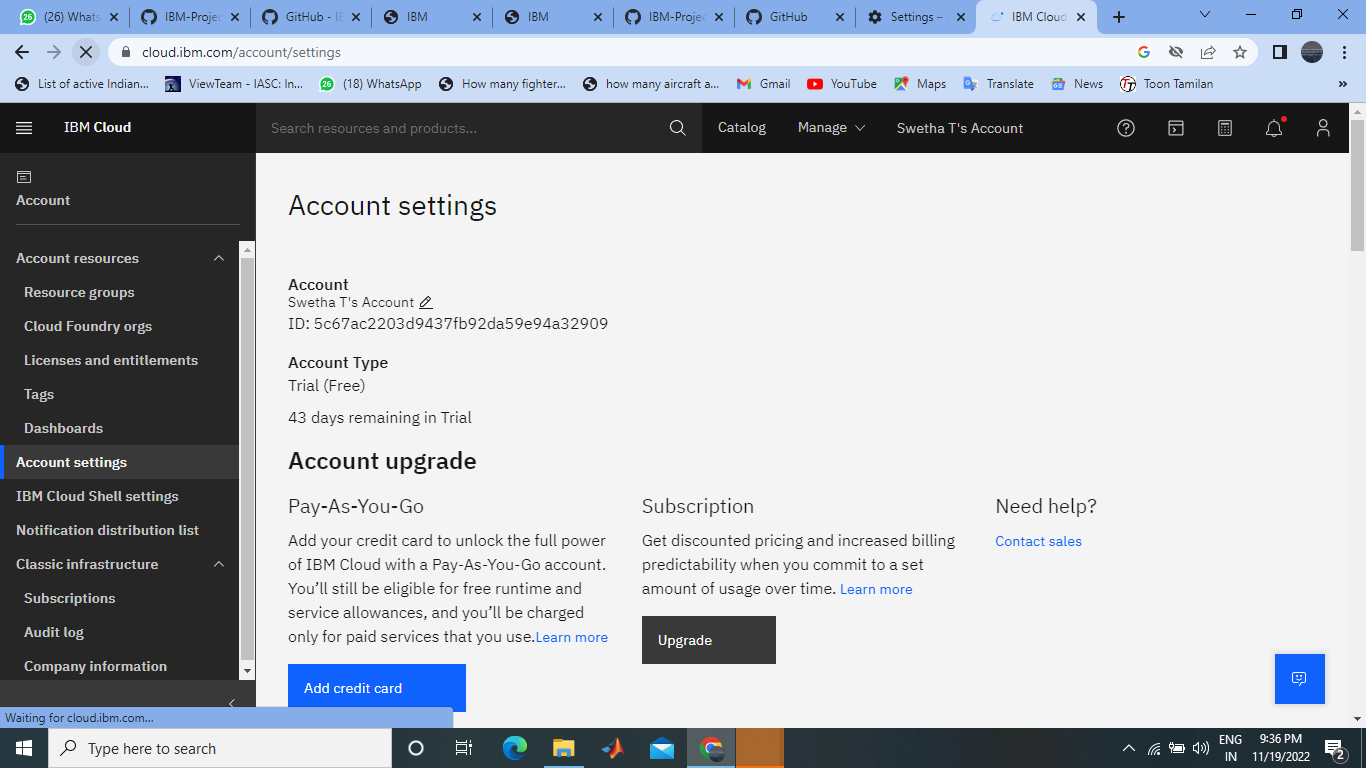 (26) Whats
IBM-Projec
GitHub - IB
IBM
IBM
IBM-Projec
GitHub
Settings –
IBM Cloud
cloud.ibm.com/account/settings
List of active Indian...
ViewTeam - IASC: In...
(18) WhatsApp
How many fighter...
how many aircraft a...
Gmail
YouTube
Maps
Translate
News
Toon Tamilan
»
IBM Cloud
Search resources and products...
Catalog
Manage
Swetha T's Account
Account
Account resources
Resource groups
Cloud Foundry orgs
Licenses and entitlements
Tags
Dashboards
Account settings
IBM Cloud Shell settings
Notification distribution list
Classic infrastructure
Subscriptions
Audit log
Company information
Account settings
Account
Swetha T's Account
ID: 5c67ac2203d9437fb92da59e94a32909
Account Type
Trial (Free)
43 days remaining in Trial
Account upgrade
Pay-As-You-Go
Add your credit card to unlock the full power
of IBM Cloud with a Pay-As-You-Go account.
You’ll still be eligible for free runtime and
service allowances, and you’ll be charged
only for paid services that you use.Learn more
Add credit card
Subscription
Get discounted pricing and increased billing
predictability when you commit to a set
amount of usage over time. Learn more
Upgrade
Need help?
Contact sales
Waiting for cloud.ibm.com...
Type here to search
ENG
IN
9:36 PM
11/19/2022
2